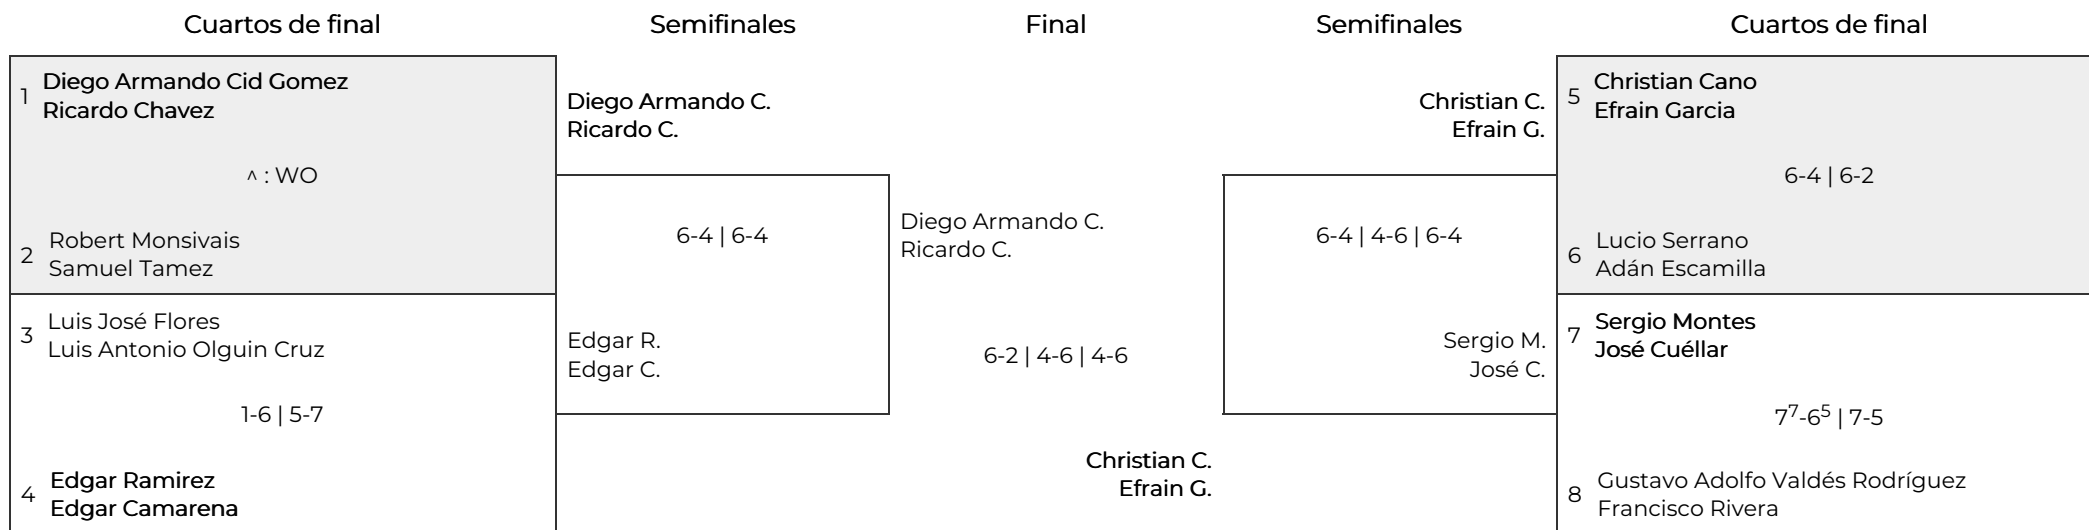 Cuartos de final
Semifinales
Final
Semifinales
Cuartos de final
1
Diego Armando Cid Gomez
Ricardo Chavez
^ : WO
2
Robert Monsivais
Samuel Tamez
3
Luis José Flores
Luis Antonio Olguin Cruz
1-6 | 5-7
4
Edgar Ramirez
Edgar Camarena
Diego Armando C.
Ricardo C.
6-4 | 6-4
Edgar R.
Edgar C.
Diego Armando C.
Ricardo C.
6-2 | 4-6 | 4-6
Christian C.
Efrain G.
Christian C.
Efrain G.
6-4 | 4-6 | 6-4
Sergio M.
José C.
5
Christian Cano
Efrain Garcia
6-4 | 6-2
6
Lucio Serrano
Adán Escamilla
7
Sergio Montes
José Cuéllar
7⁷-6⁵ | 7-5
8
Gustavo Adolfo Valdés Rodríguez
Francisco Rivera